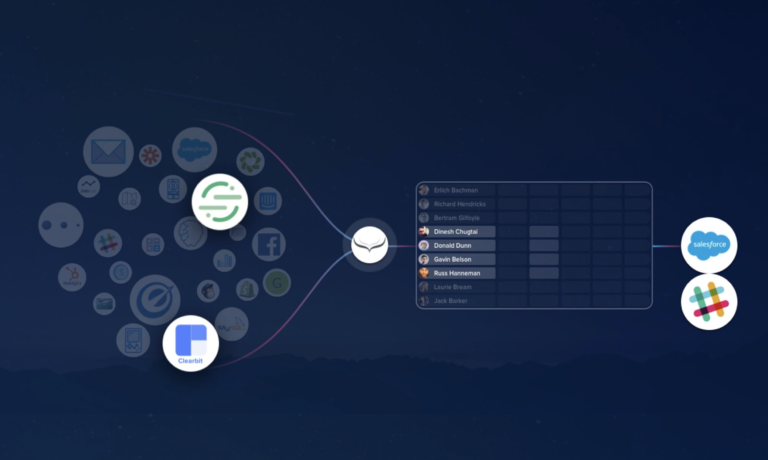 salesforce
Clearbit
Erlich Bachman
Richard Hendricks
Bertram Gilfoyle
Dinesh Chugtai
Donald Dunn
Gavin Belson
Russ Hanneman
Laurie Bream
Jack Barker
salesforce